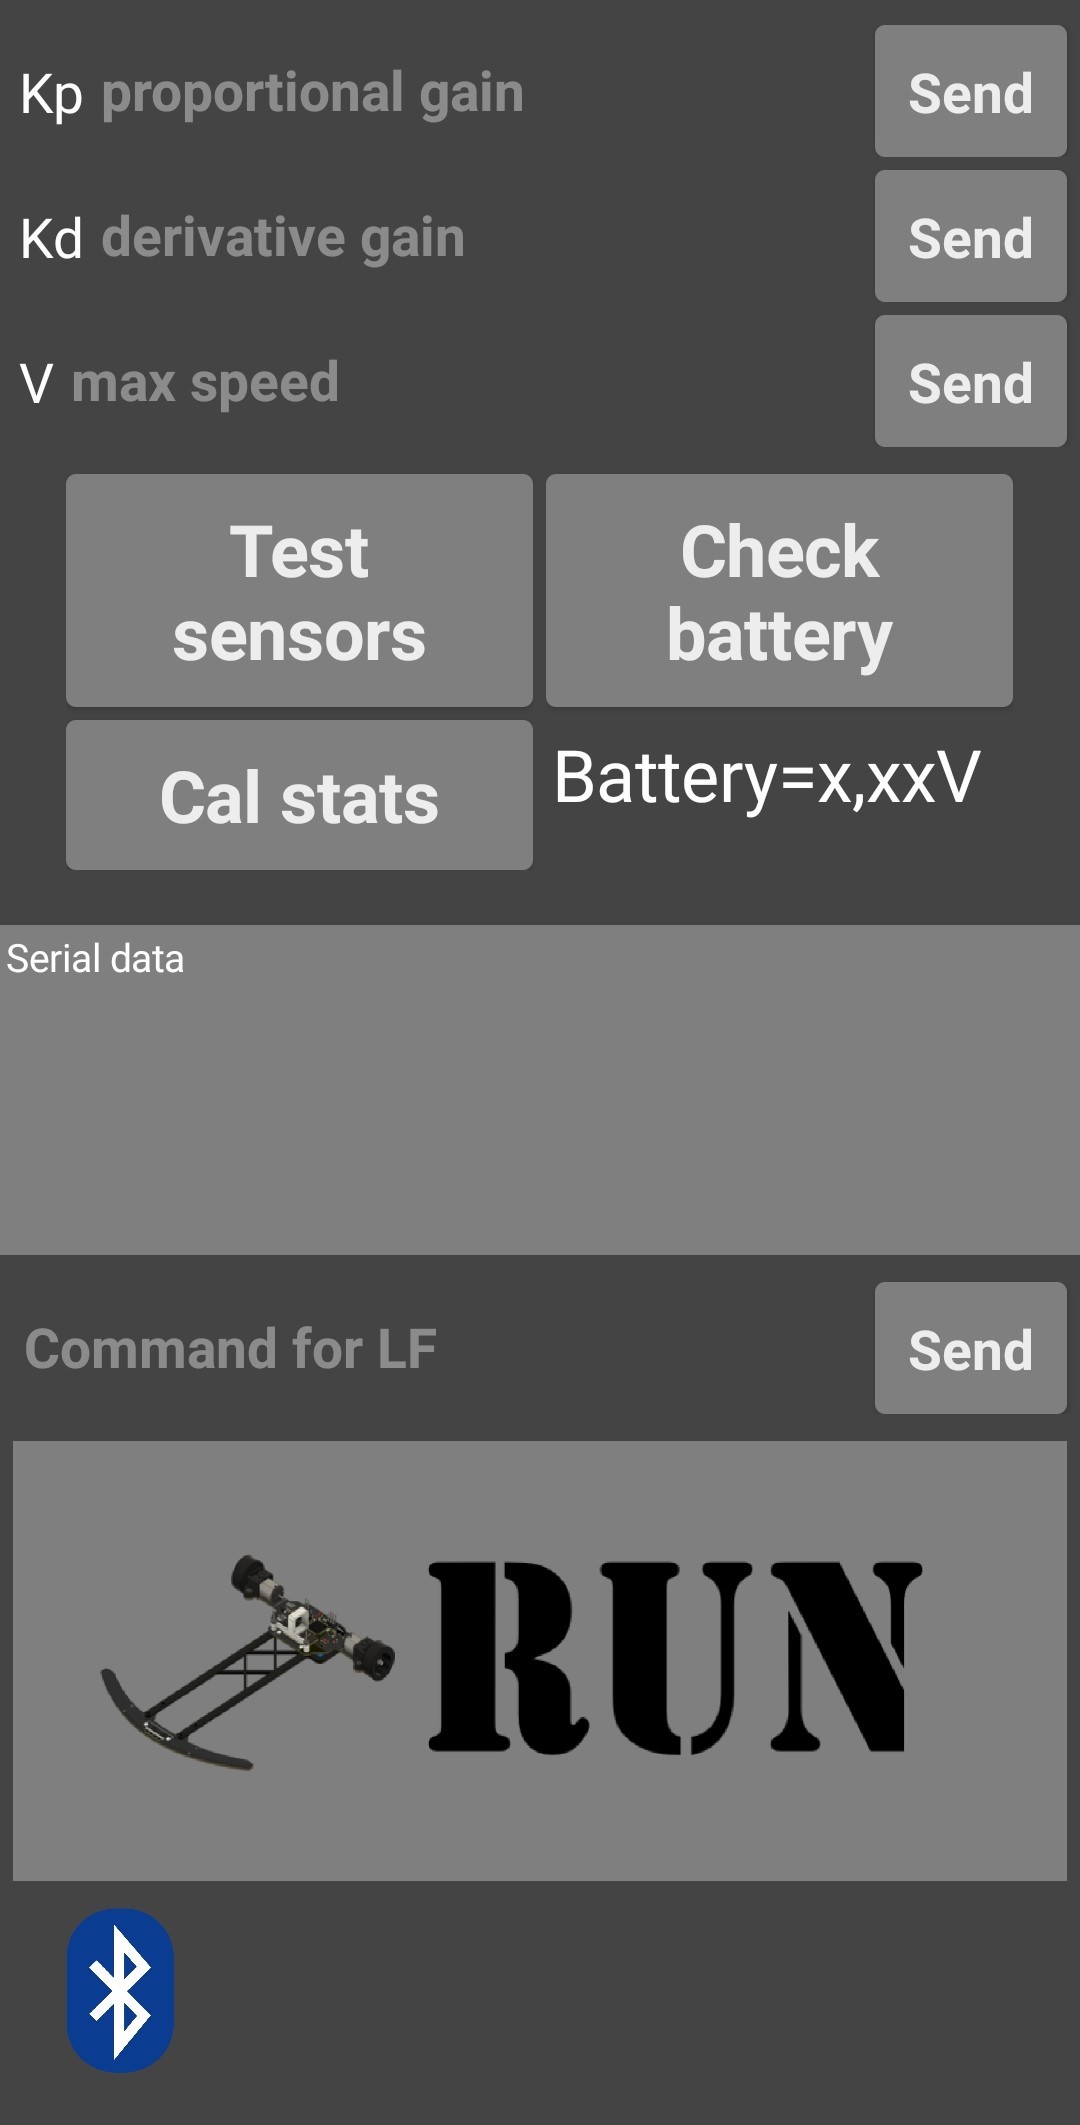 Kp proportional gain Send
Kd derivative gain Send
V max speed Send
Test sensors
Check battery
Cal stats
Battery=x,xxV
Serial data
Command for LF Send
RUN